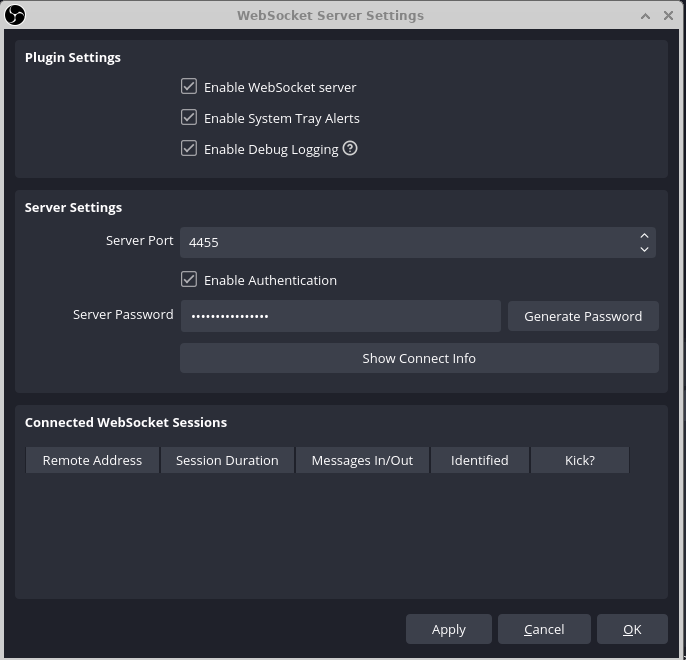 WebSocket Server Settings
Plugin Settings
Enable WebSocket server
Enable System Tray Alerts
Enable Debug Logging ?
Server Settings
Server Port 4455
Enable Authentication
Server Password •••••••••••••••• Generate Password
Show Connect Info
Connected WebSocket Sessions
Remote Address Session Duration Messages In/Out Identified Kick?
Apply Cancel OK